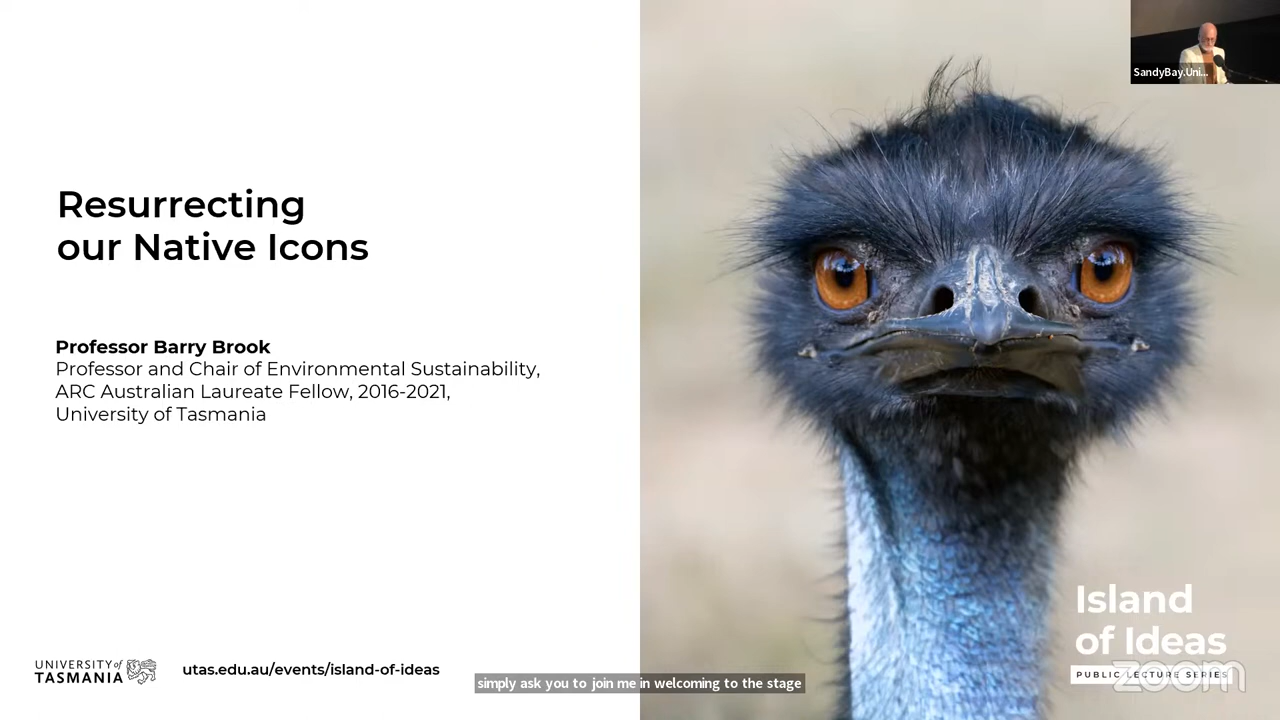 SandyBay.Uni...
Resurrecting
our Native Icons
Professor Barry Brook
Professor and Chair of Environmental Sustainability,
ARC Australian Laureate Fellow, 2016-2021,
University of Tasmania
Island
of Ideas
PUBLIC LECTURE SERIES
zoom
UNIVERSITY of
TASMANIA
utas.edu.au/events/island-of-ideas
simply ask you to join me in welcoming to the stage